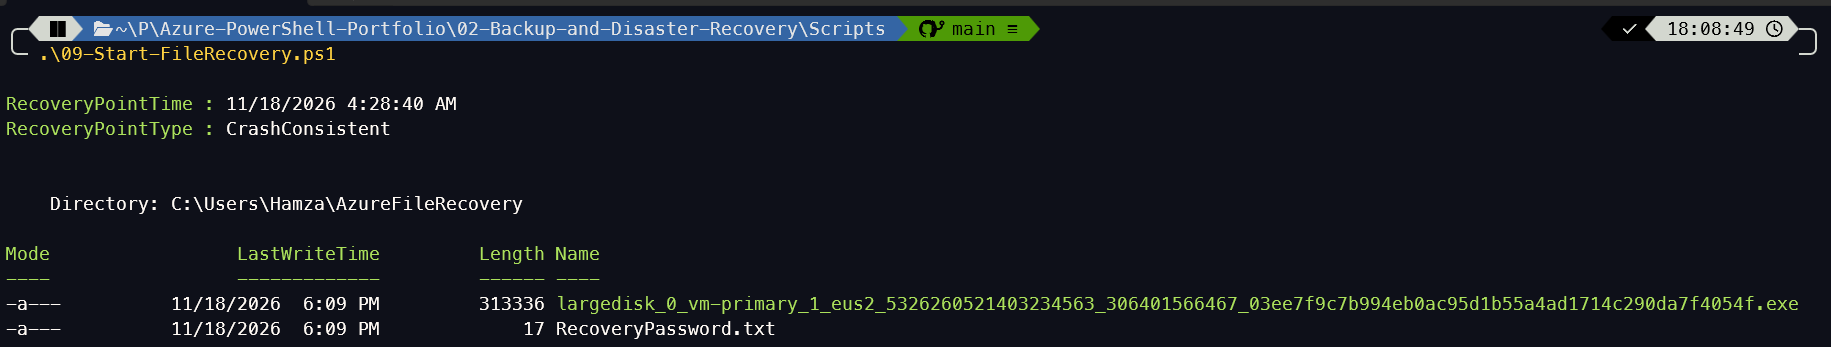 ~\P\Azure-PowerShell-Portfolio\02-Backup-and-Disaster-Recovery\Scripts main ≡ ✓ 18:08:49
.\09-Start-FileRecovery.ps1
RecoveryPointTime : 11/18/2026 4:28:40 AM
RecoveryPointType : CrashConsistent
Directory: C:\Users\Hamza\AzureFileRecovery
Mode LastWriteTime Length Name
---- ------------- ------ ----
-a--- 11/18/2026 6:09 PM 313336 largedisk_0_vm-primary_1_eus2_5326260521403234563_306401566467_03ee7f9c7b994eb0ac95d1b55a4ad1714c290da7f4054f.exe
-a--- 11/18/2026 6:09 PM 17 RecoveryPassword.txt